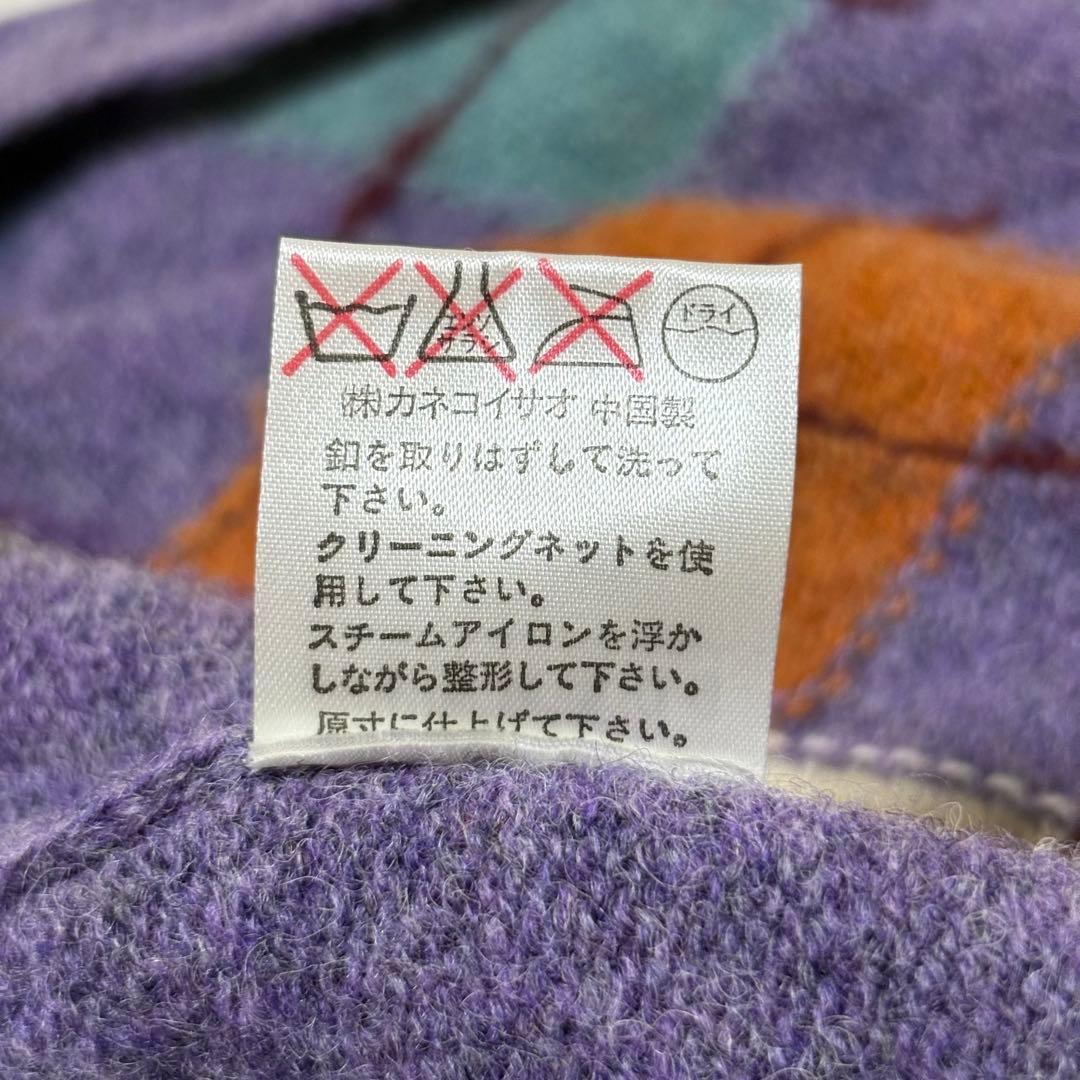 エンソ
サラシ
ドライ
㈱カネコイサオ 中国製
釦を取りはずして洗って
下さい。
クリーニングネットを使
用して下さい。
スチームアイロンを浮か
しながら整形して下さい。
原寸に仕上げて下さい。